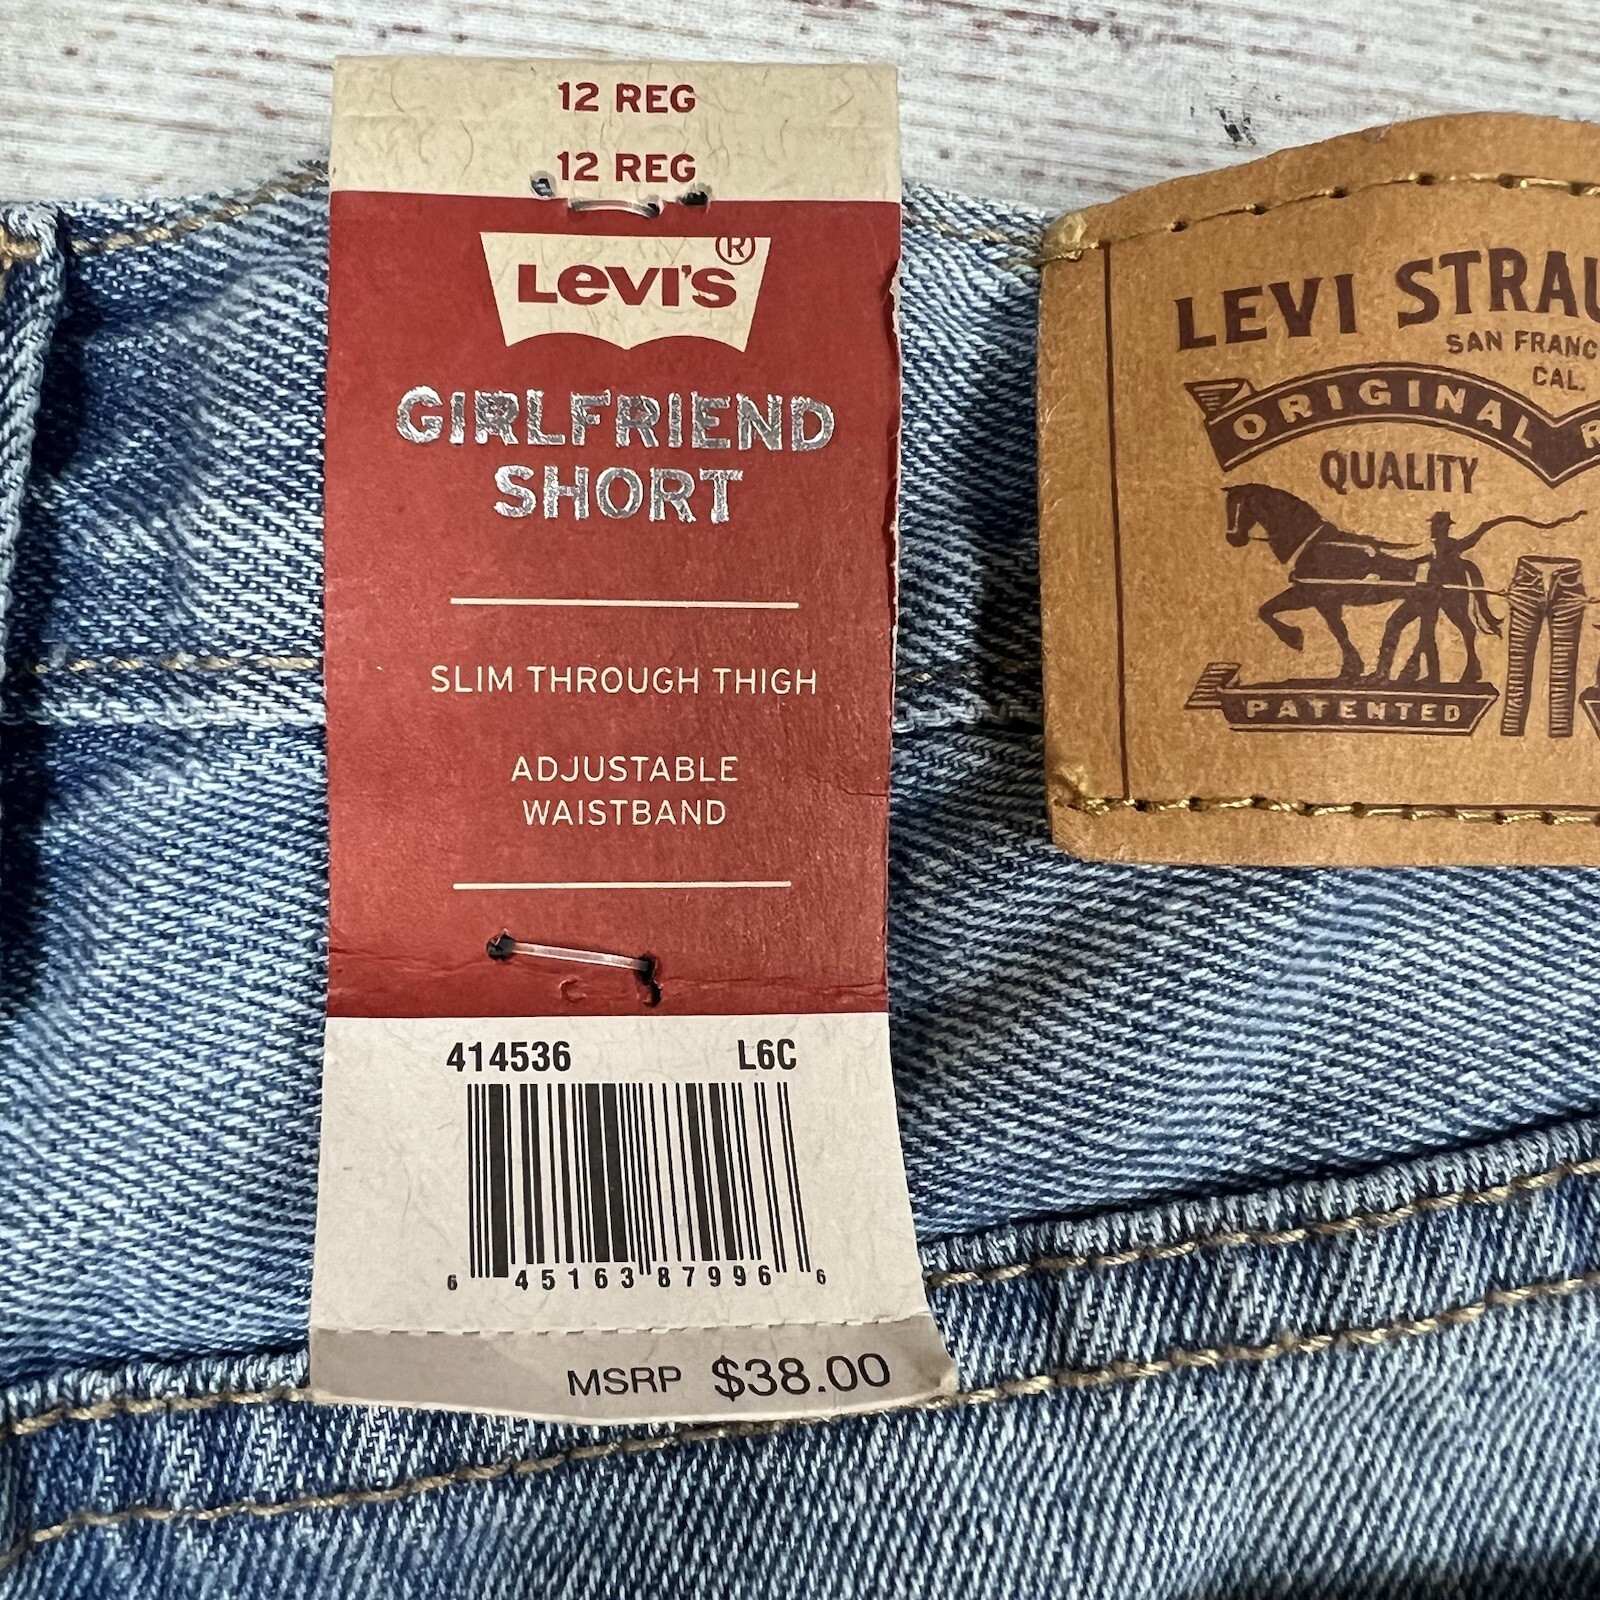 12 REG
12 REG
LEVI'S®
GIRLFRIEND
SHORT
SLIM THROUGH THIGH
ADJUSTABLE
WAISTBAND
414536 L6C
6 45163 87996 6
MSRP $38.00
LEVI STRAU
SAN FRANC
CAL.
ORIGINAL R
QUALITY
PATENTED